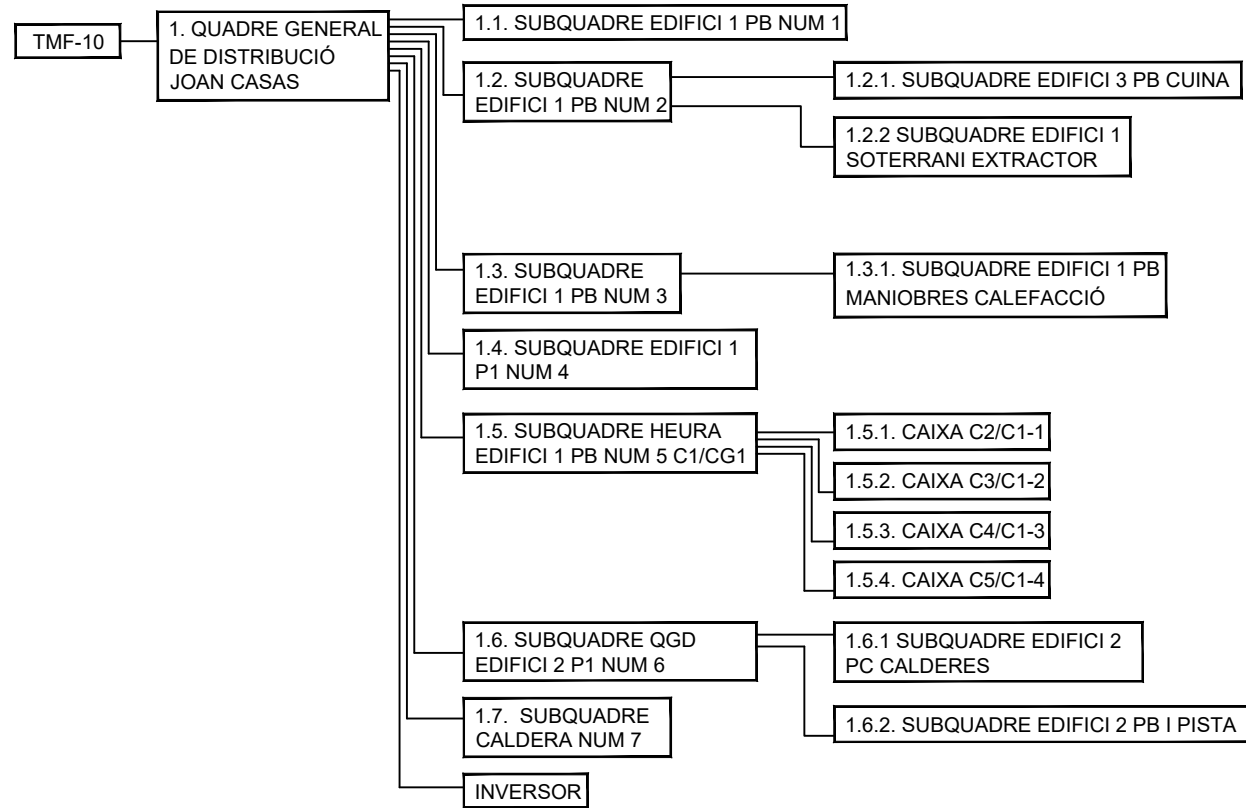 TMF-10
1. QUADRE GENERAL
DE DISTRIBUCIÓ
JOAN CASAS
1.1. SUBQUADRE EDIFICI 1 PB NUM 1
1.2. SUBQUADRE
EDIFICI 1 PB NUM 2
1.2.1. SUBQUADRE EDIFICI 3 PB CUINA
1.2.2 SUBQUADRE EDIFICI 1
SOTERRANI EXTRACTOR
1.3. SUBQUADRE
EDIFICI 1 PB NUM 3
1.3.1. SUBQUADRE EDIFICI 1 PB
MANIOBRES CALEFACCIÓ
1.4. SUBQUADRE EDIFICI 1
P1 NUM 4
1.5. SUBQUADRE HEURA
EDIFICI 1 PB NUM 5 C1/CG1
1.5.1. CAIXA C2/C1-1
1.5.2. CAIXA C3/C1-2
1.5.3. CAIXA C4/C1-3
1.5.4. CAIXA C5/C1-4
1.6. SUBQUADRE QGD
EDIFICI 2 P1 NUM 6
1.6.1 SUBQUADRE EDIFICI 2
PC CALDERES
1.6.2. SUBQUADRE EDIFICI 2 PB I PISTA
1.7. SUBQUADRE
CALDERA NUM 7
INVERSOR